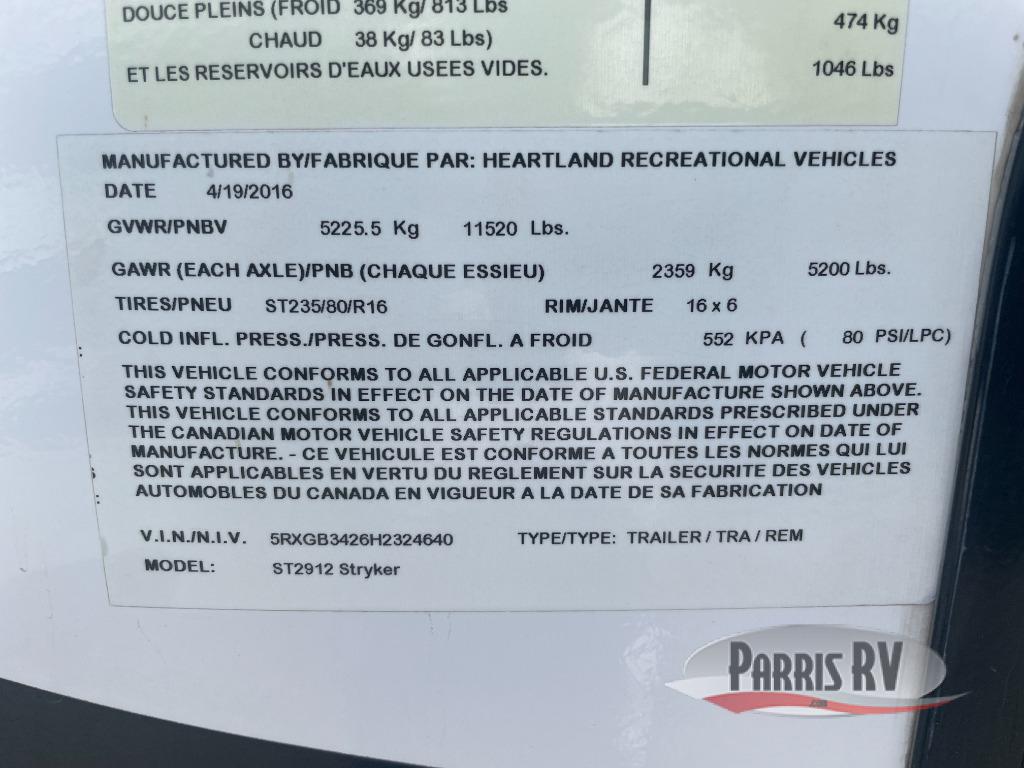 DOUCE PLEINS (FROID 369 Kg/ 813 Lbs
474 Kg
CHAUD 38 Kg/ 83 Lbs)
ET LES RESERVOIRS D'EAUX USEES VIDES.
1046 Lbs
MANUFACTURED BY/FABRIQUE PAR: HEARTLAND RECREATIONAL VEHICLES
DATE 4/19/2016
GVWR/PNBV 5225.5 Kg 11520 Lbs.
GAWR (EACH AXLE)/PNB (CHAQUE ESSIEU) 2359 Kg 5200 Lbs.
TIRES/PNEU ST235/80/R16 RIM/JANTE 16 x 6
COLD INFL. PRESS./PRESS. DE GONFL. A FROID 552 KPA ( 80 PSI/LPC)
THIS VEHICLE CONFORMS TO ALL APPLICABLE U.S. FEDERAL MOTOR VEHICLE
SAFETY STANDARDS IN EFFECT ON THE DATE OF MANUFACTURE SHOWN ABOVE.
THIS VEHICLE CONFORMS TO ALL APPLICABLE STANDARDS PRESCRIBED UNDER
THE CANADIAN MOTOR VEHICLE SAFETY REGULATIONS IN EFFECT ON DATE OF
MANUFACTURE. - CE VEHICULE EST CONFORME A TOUTES LES NORMES QUI LUI
SONT APPLICABLES EN VERTU DU REGLEMENT SUR LA SECURITE DES VEHICLES
AUTOMOBLES DU CANADA EN VIGUEUR A LA DATE DE SA FABRICATION
V.I.N./N.I.V. 5RXGB3426H2324640 TYPE/TYPE: TRAILER / TRA / REM
MODEL: ST2912 Stryker
PARRIS RV
.com